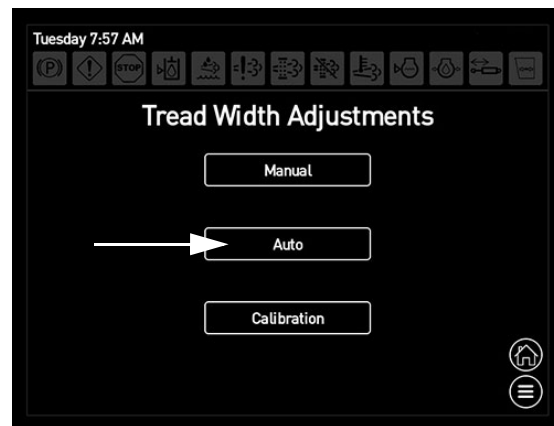 Tuesday 7:57 AM
STOP
Tread Width Adjustments
Manual
Auto
Calibration